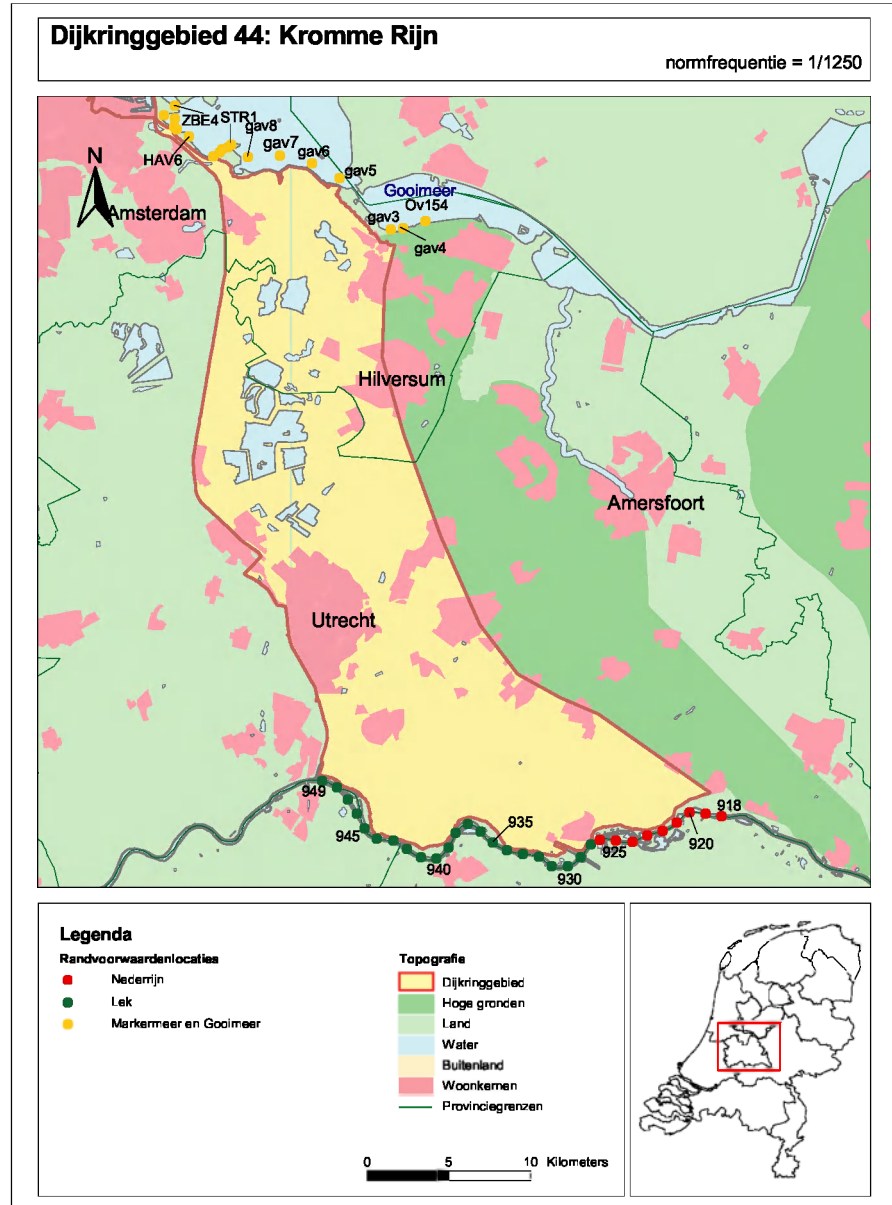 Dijkringgebied 44: Kromme Rijn
normfrequentie = 1/1250
ZBE4
STR1
gav8
HAV6
gav7
gav6
gav5
N
Amsterdam
Gooimeer
Ov154
gav3
gav4
Hilversum
Amersfoort
Utrecht
949
945
940
935
930
925
920
918
Legenda
Randvoorwaardenlocaties
Nederrijn
Lek
Markermeer en Gooimeer
Topografie
Dijkringgebied
Hoge gronden
Land
Water
Buitenland
Woonkernen
Provinciegrenzen
0 5 10 Kilometers